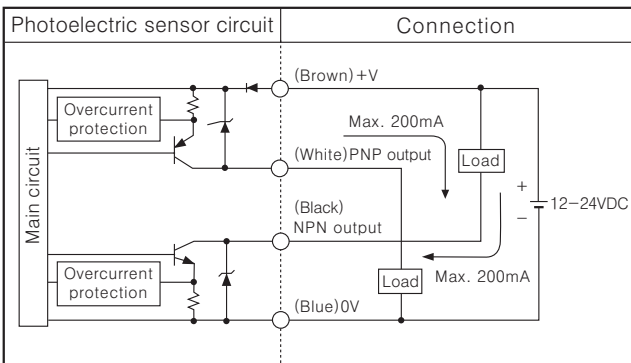 Photoelectric sensor circuit
Connection
(Brown)+V
Overcurrent
protection
Max. 200mA
(White)PNP output
Load
Main circuit
+
−
12−24VDC
(Black)
NPN output
Overcurrent
protection
Load
Max. 200mA
(Blue)0V